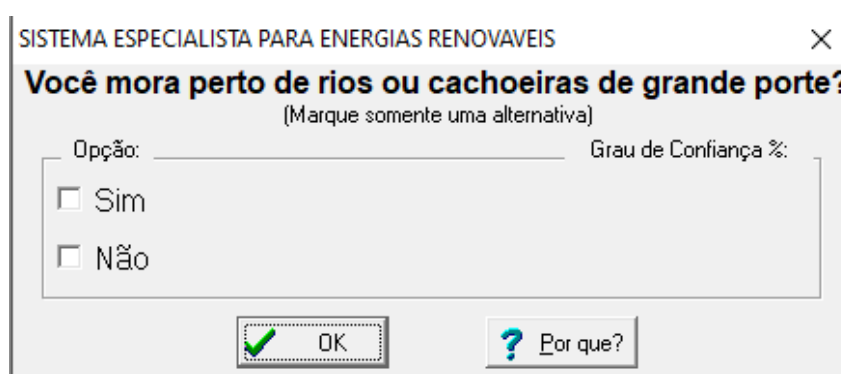 SISTEMA ESPECIALISTA PARA ENERGIAS RENOVAVEIS
Você mora perto de rios ou cachoeiras de grande porte?
(Marque somente uma alternativa)
Opção: Grau de Confiança %:
Sim
Não
OK Por que?